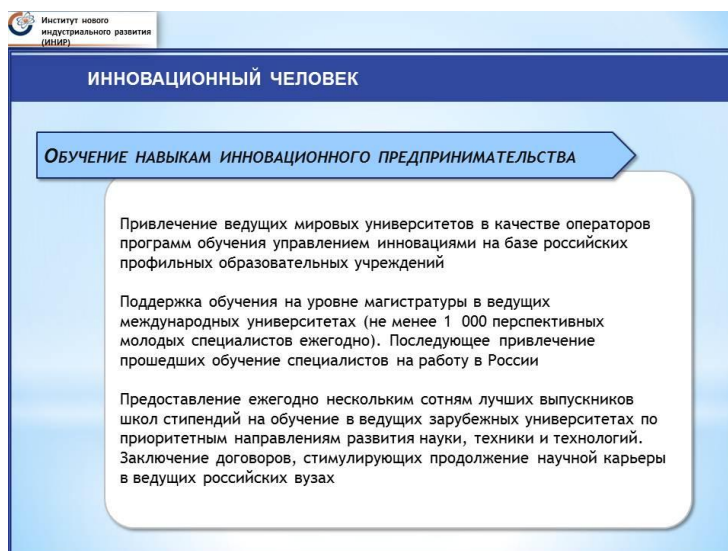 Институт нового
индустриального развития
(ИНИР)
ИННОВАЦИОННЫЙ ЧЕЛОВЕК
ОБУЧЕНИЕ НАВЫКАМ ИННОВАЦИОННОГО ПРЕДПРИНИМАТЕЛЬСТВА
Привлечение ведущих мировых университетов в качестве операторов
программ обучения управлением инновациями на базе российских
профильных образовательных учреждений
Поддержка обучения на уровне магистратуры в ведущих
международных университетах (не менее 1 000 перспективных
молодых специалистов ежегодно). Последующее привлечение
прошедших обучение специалистов на работу в России
Предоставление ежегодно нескольким сотням лучших выпускников
школ стипендий на обучение в ведущих зарубежных университетах по
приоритетным направлениям развития науки, техники и технологий.
Заключение договоров, стимулирующих продолжение научной карьеры
в ведущих российских вузах